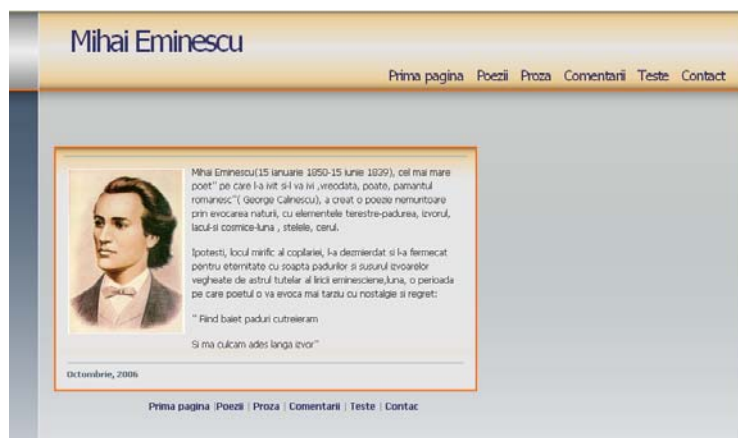 Mihai Eminescu
Prima pagina Poezii Proza Comentarii Teste Contact
Mihai Eminescu(15 ianuarie 1850-15 iunie 1839), cel mai mare
poet" pe care l-a ivit si-l va ivi ,vreodata, poate, pamantul
romanesc"( George Calinescu), a creat o poezie nemuritoare
prin evocarea naturii, cu elementele terestre-padurea, izvorul,
lacul-si cosmice-luna , stelele, cerul.
Ipotesti, locul mirific al copilariei, l-a dezmierdat si l-a fermecat
pentru eternitate cu soapta padurilor si susurul izvoarelor
vegheate de astrul tutelar al liricii eminesciene,luna, o perioada
pe care poetul o va evoca mai tarziu cu nostalgie si regret:
" Fiind baiet paduri cutreieram
Si ma culcam ades langa izvor"
Octombrie, 2006
Prima pagina |Poezii | Proza | Comentarii | Teste | Contac